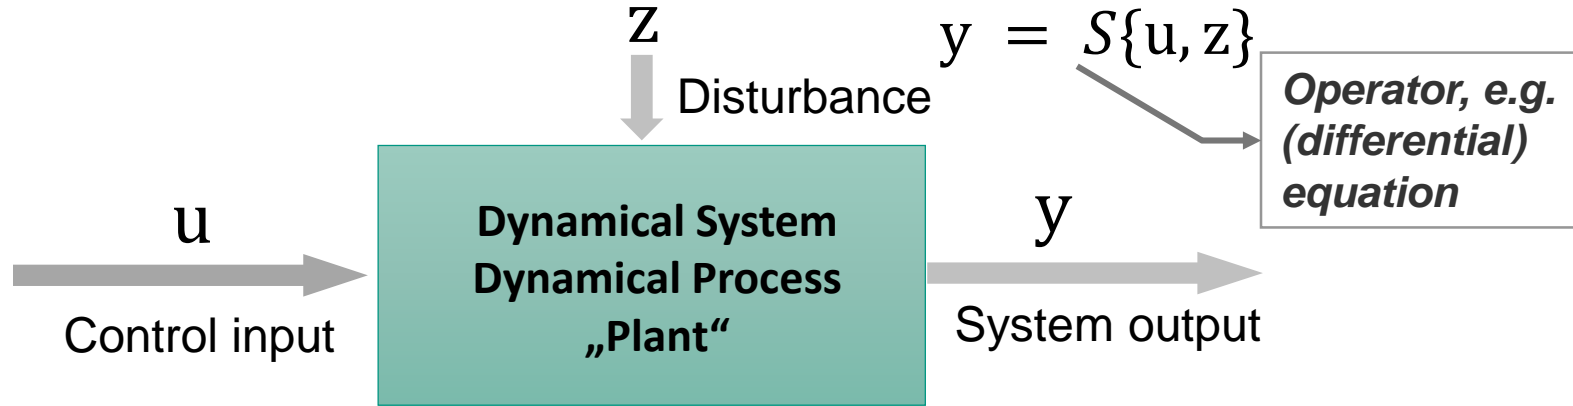 z
y = S{u, z}
Disturbance
Operator, e.g.
(differential)
equation
u
Control input
Dynamical System
Dynamical Process
„Plant“
y
System output